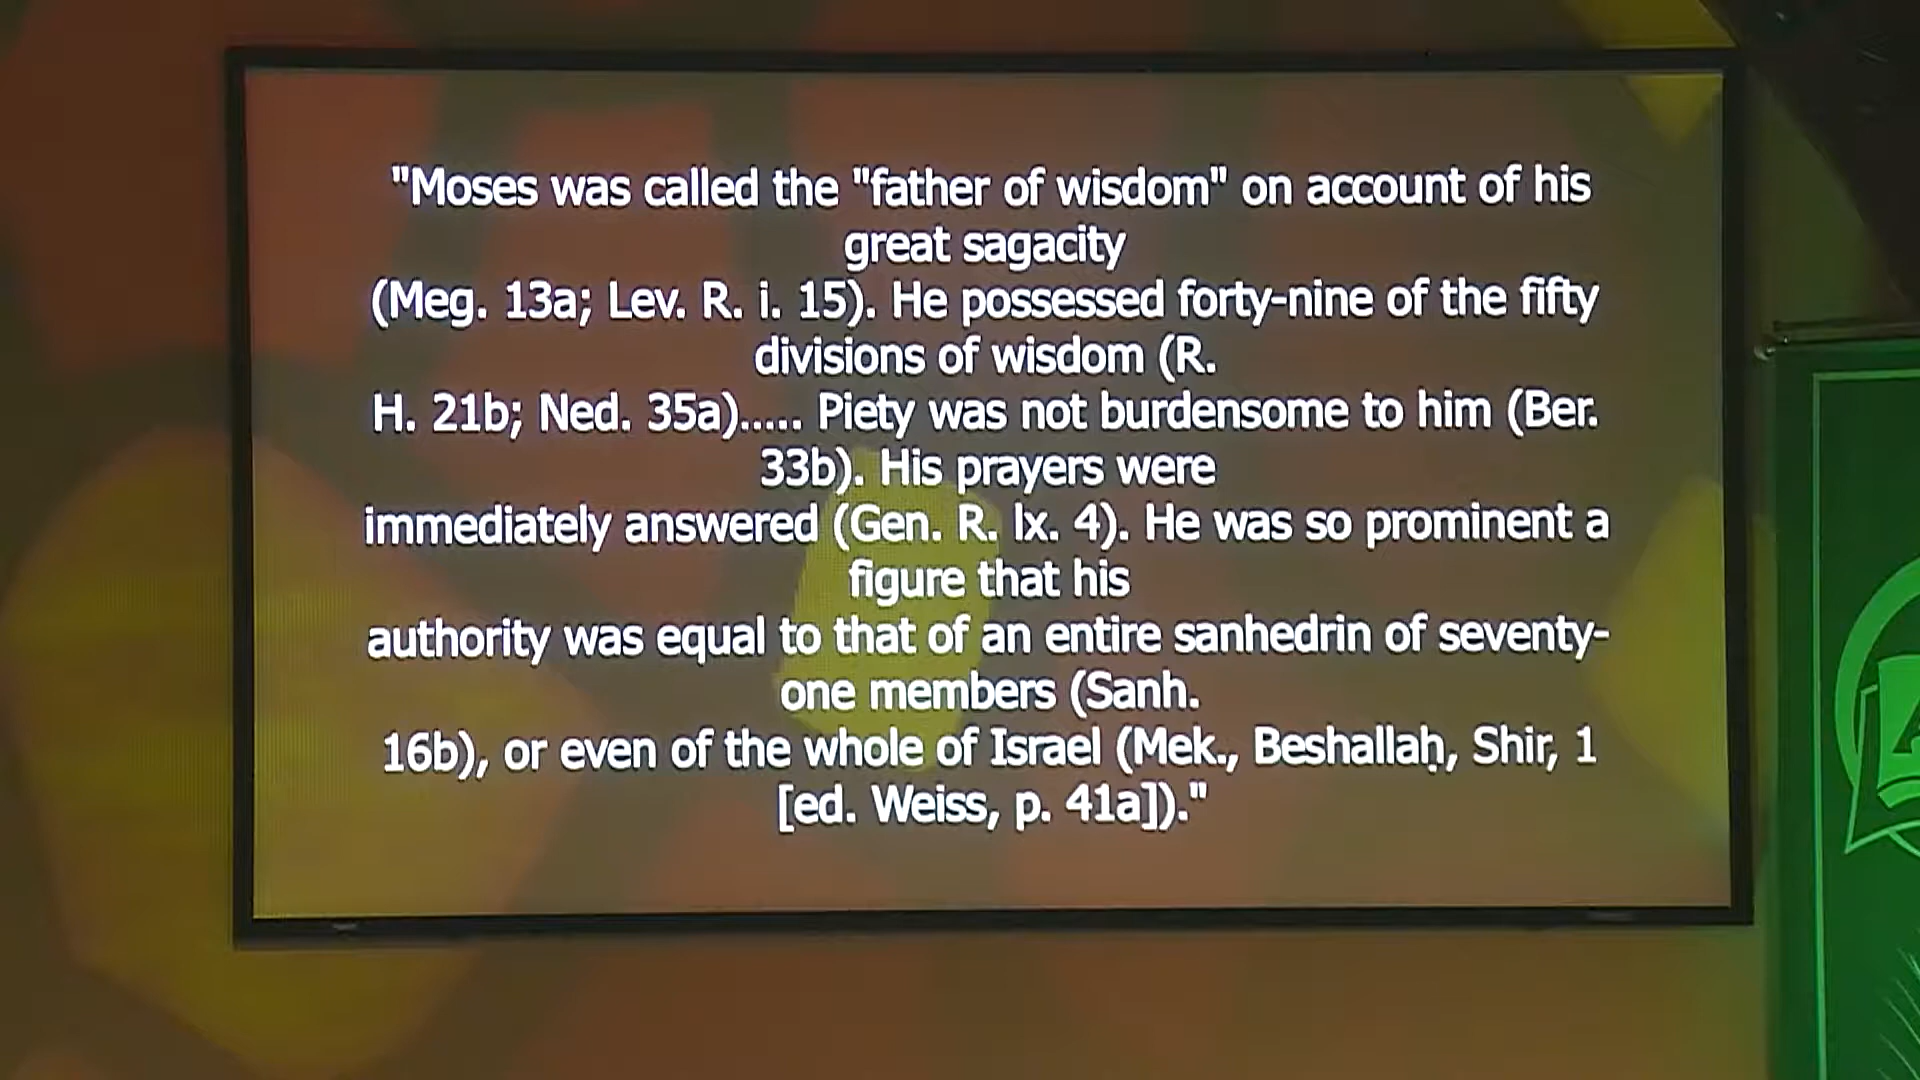 "Moses was called the "father of wisdom" on account of his
great sagacity
(Meg. 13a; Lev. R. i. 15). He possessed forty-nine of the fifty
divisions of wisdom (R.
H. 21b; Ned. 35a)..... Piety was not burdensome to him (Ber.
33b). His prayers were
immediately answered (Gen. R. lx. 4). He was so prominent a
figure that his
authority was equal to that of an entire sanhedrin of seventy-
one members (Sanh.
16b), or even of the whole of Israel (Mek., Beshallaḥ, Shir, 1
[ed. Weiss, p. 41a])."